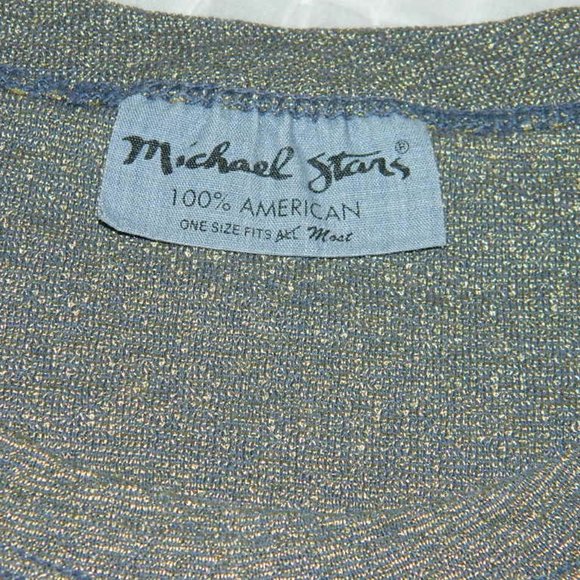 Michael Stars®
100% AMERICAN
ONE SIZE FITS ALL Most